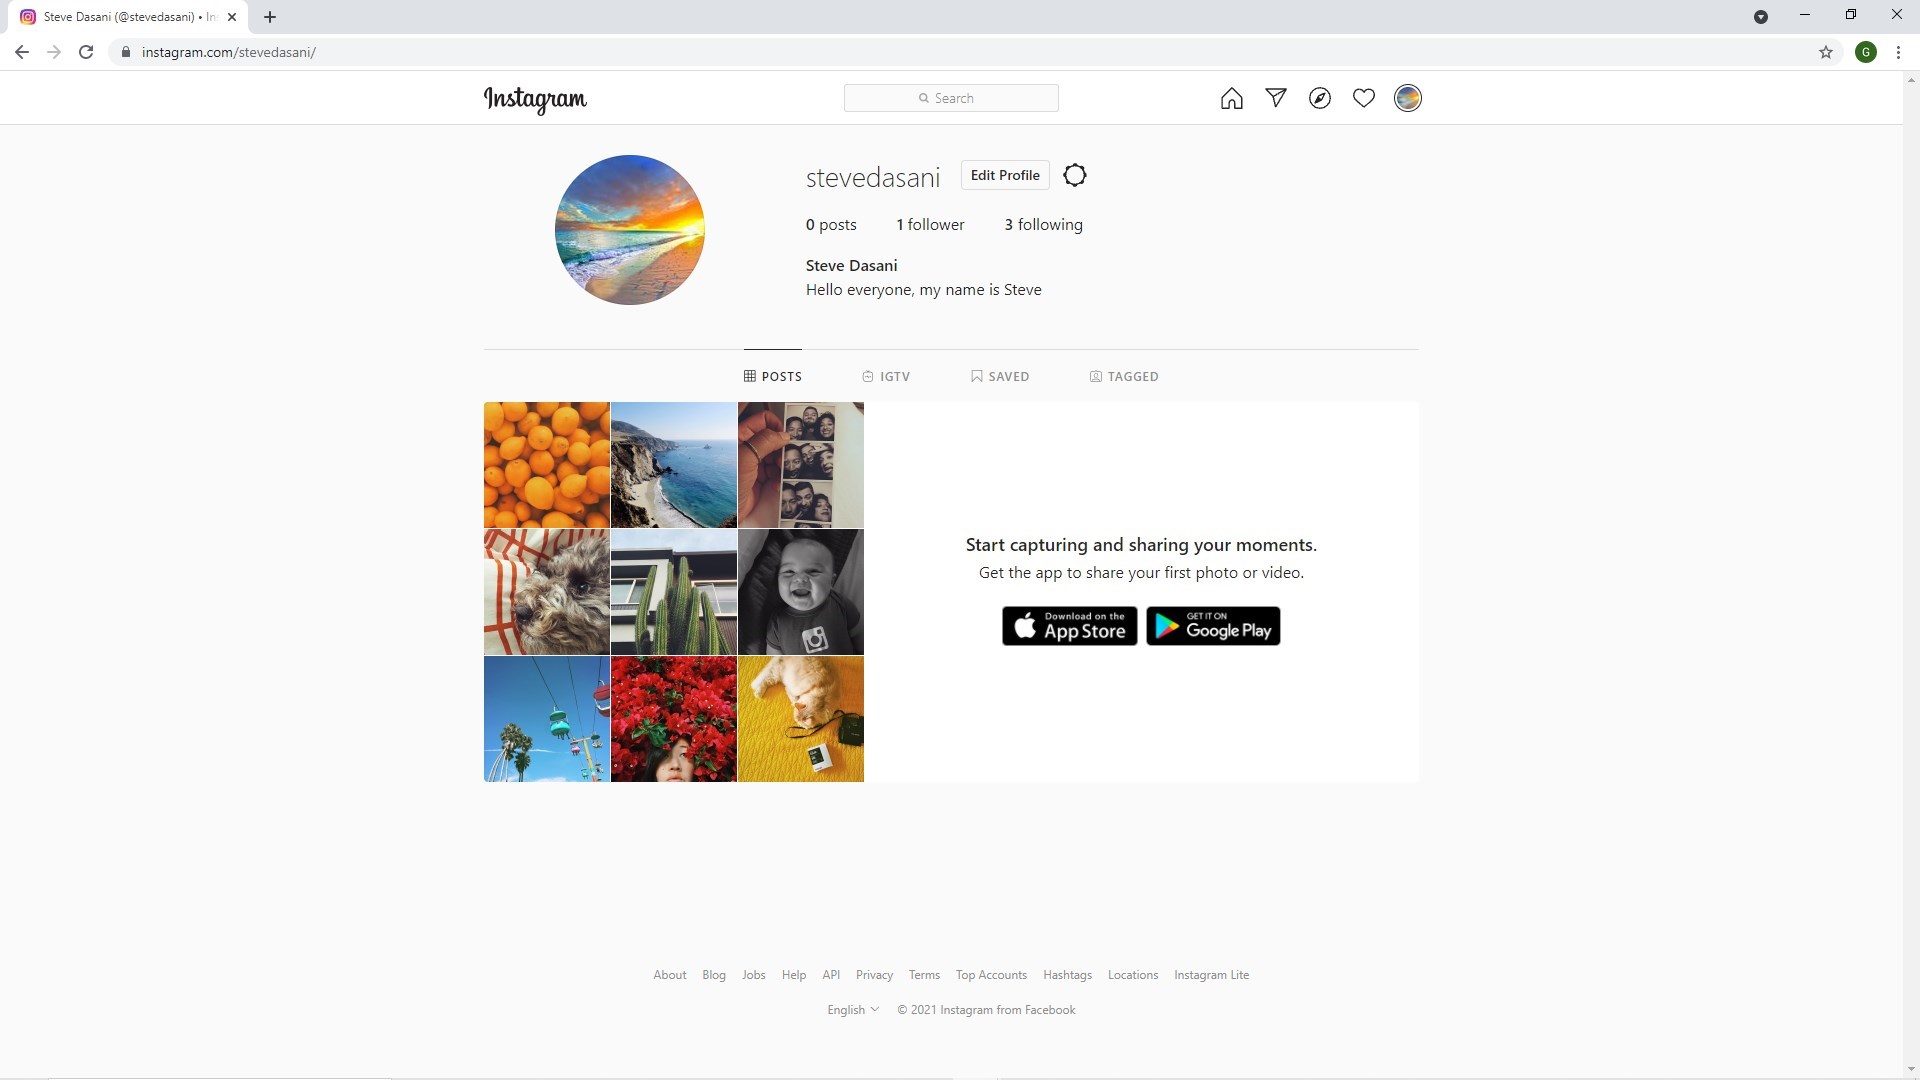 Steve Dasani (@stevedasani) • In
instagram.com/stevedasani/
G
Instagram
Search
stevedasani
Edit Profile
0 posts
1 follower
3 following
Steve Dasani
Hello everyone, my name is Steve
POSTS
IGTV
SAVED
TAGGED
Start capturing and sharing your moments.
Get the app to share your first photo or video.
Download on the
App Store
GET IT ON
Google Play
About Blog Jobs Help API Privacy Terms Top Accounts Hashtags Locations Instagram Lite
English
© 2021 Instagram from Facebook